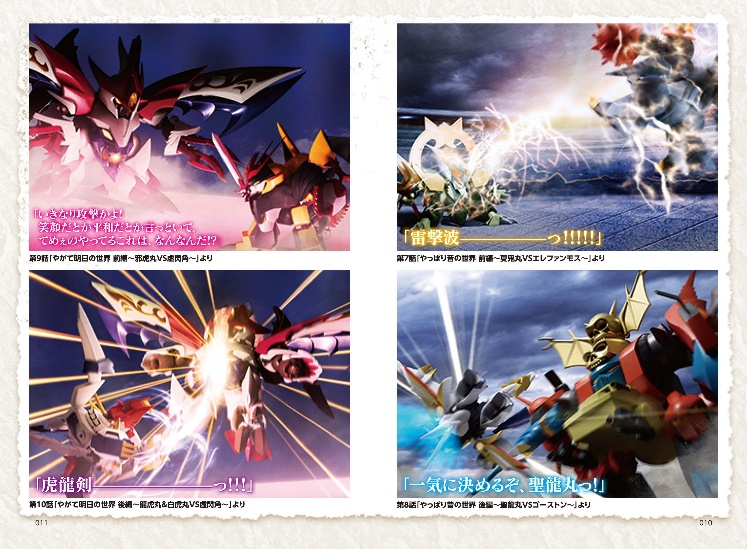 「雷撃波――――――っ!!!!!」
第7話「やっぱり昔の世界 前編〜夏鬼丸VSエレファンモス〜」より
「一気に決めるぞ、聖龍丸っ!」
第8話「やっぱり昔の世界 後編〜聖龍丸VSゴーストン〜」より
010
「いきなり攻撃かよ!
笑顔だとか平和だとか言っといて、
てめぇのやってるこれは、なんなんだ!?
第9話「やがて明日の世界 前編〜邪虎丸VS虚閃角〜」より
「虎龍剣――――――――っ!!!」
第10話「やがて明日の世界 後編〜龍虎丸&白虎丸VS虚閃角〜」より
011